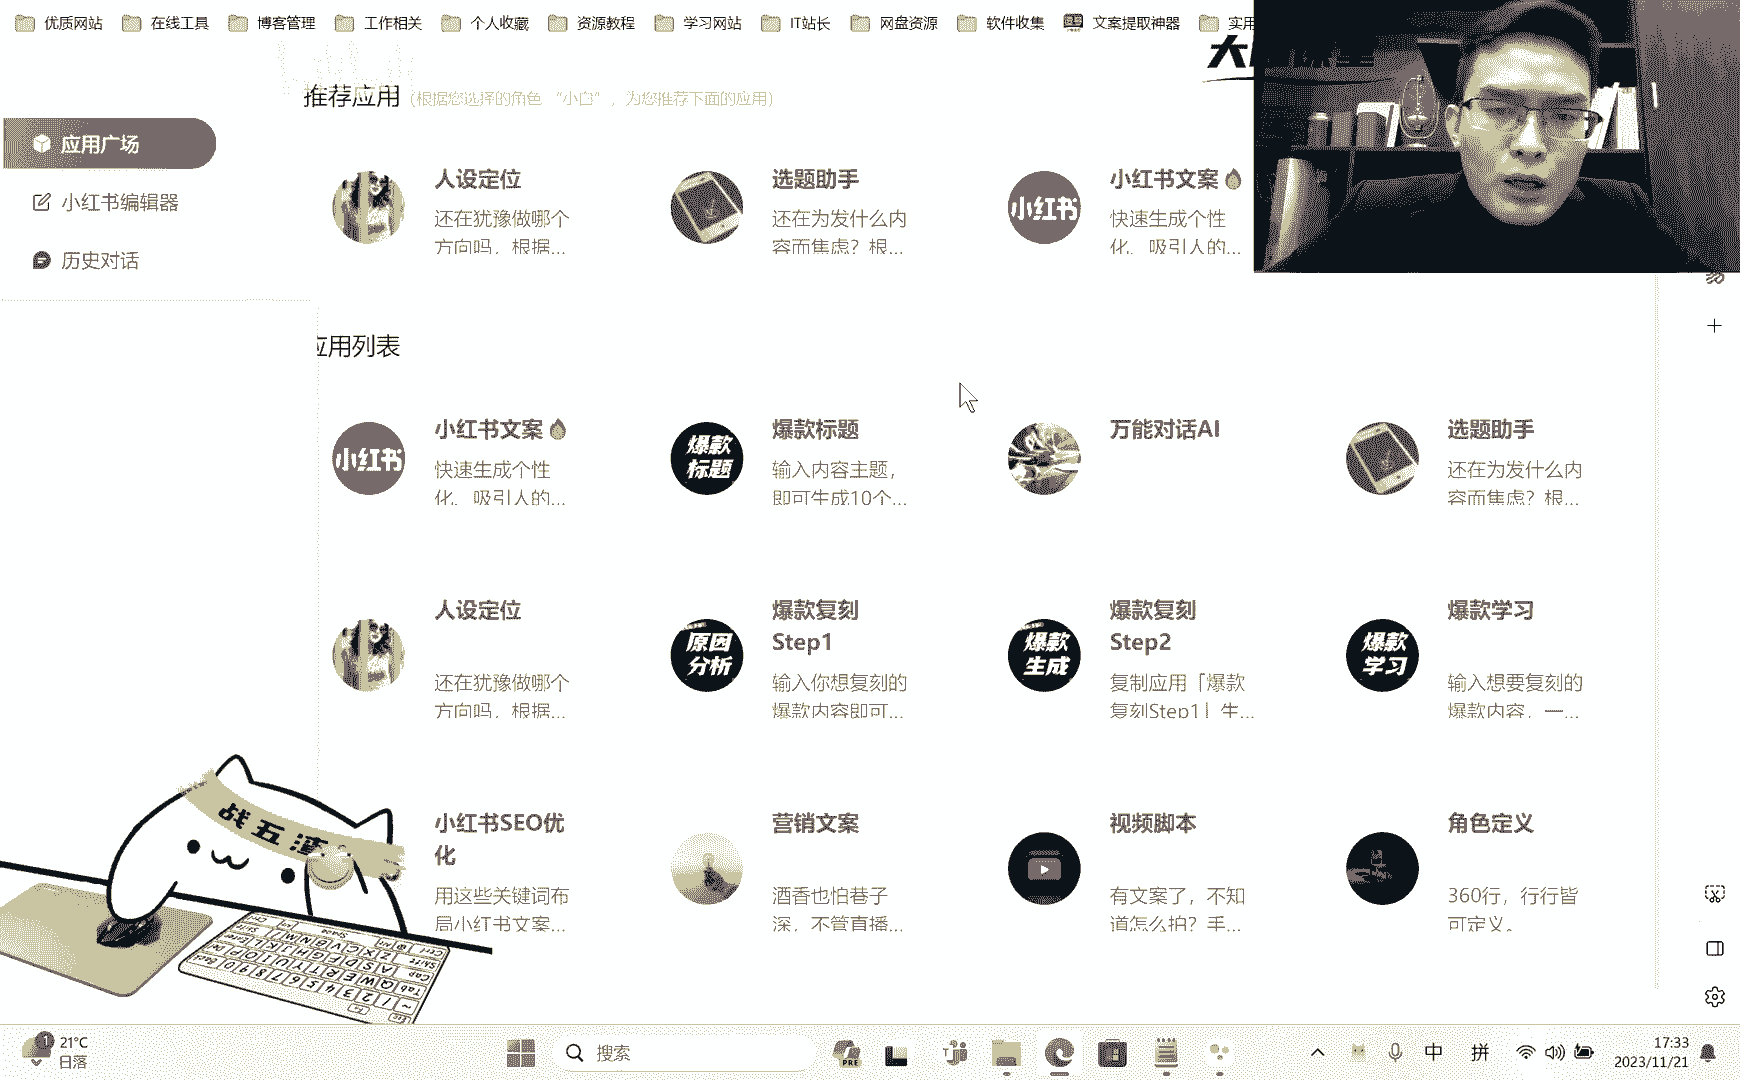 优质网站 在线工具 博客管理 工作相关 个人收藏 资源教程 学习网站 IT站长 网盘资源 软件收集 文案提取神器 实用
推荐应用 (根据您选择的角色 “小白”，为您推荐下面的应用)
应用广场
小红书编辑器
历史对话
人设定位
还在犹豫做哪个
方向吗，根据...
选题助手
还在为发什么内
容而焦虑？根...
小红书
小红书文案
快速生成个性
化、吸引人的...
应用列表
小红书
小红书文案
快速生成个性
化、吸引人的...
爆款
标题
爆款标题
输入内容主题，
即可生成10个...
万能对话AI
选题助手
还在为发什么内
容而焦虑？根...
人设定位
还在犹豫做哪个
方向吗，根据...
原因
分析
爆款复刻
Step1
输入你想复刻的
爆款内容即可...
爆款
生成
爆款复刻
Step2
复制应用「爆款
复刻Step1」生...
爆款
学习
爆款学习
输入想要复刻的
爆款内容，一...
战五渣
小红书SEO优
化
用这些关键词布
局小红书文案...
营销文案
酒香也怕巷子
深，不管直播...
视频脚本
有文案了，不知
道怎么拍？手...
角色定义
360行，行行皆
可定义。
1
21°C
日落
搜索
PRE
中
拼
17:33
2023/11/21